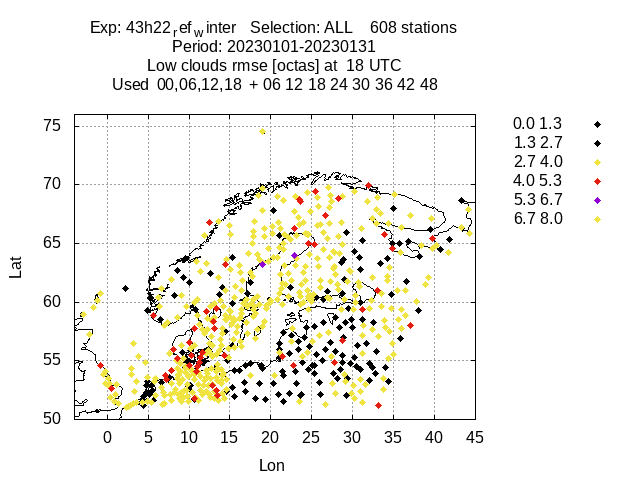 Exp: 43h22ref winter   Selection: ALL    608 stations
Period: 20230101-20230131
Low clouds rmse [octas] at  18 UTC
Used  00,06,12,18  + 06 12 18 24 30 36 42 48
75
70
65
60
55
50
Lat
0 5 10 15 20 25 30 35 40 45
Lon
0.0 1.3
1.3 2.7
2.7 4.0
4.0 5.3
5.3 6.7
6.7 8.0